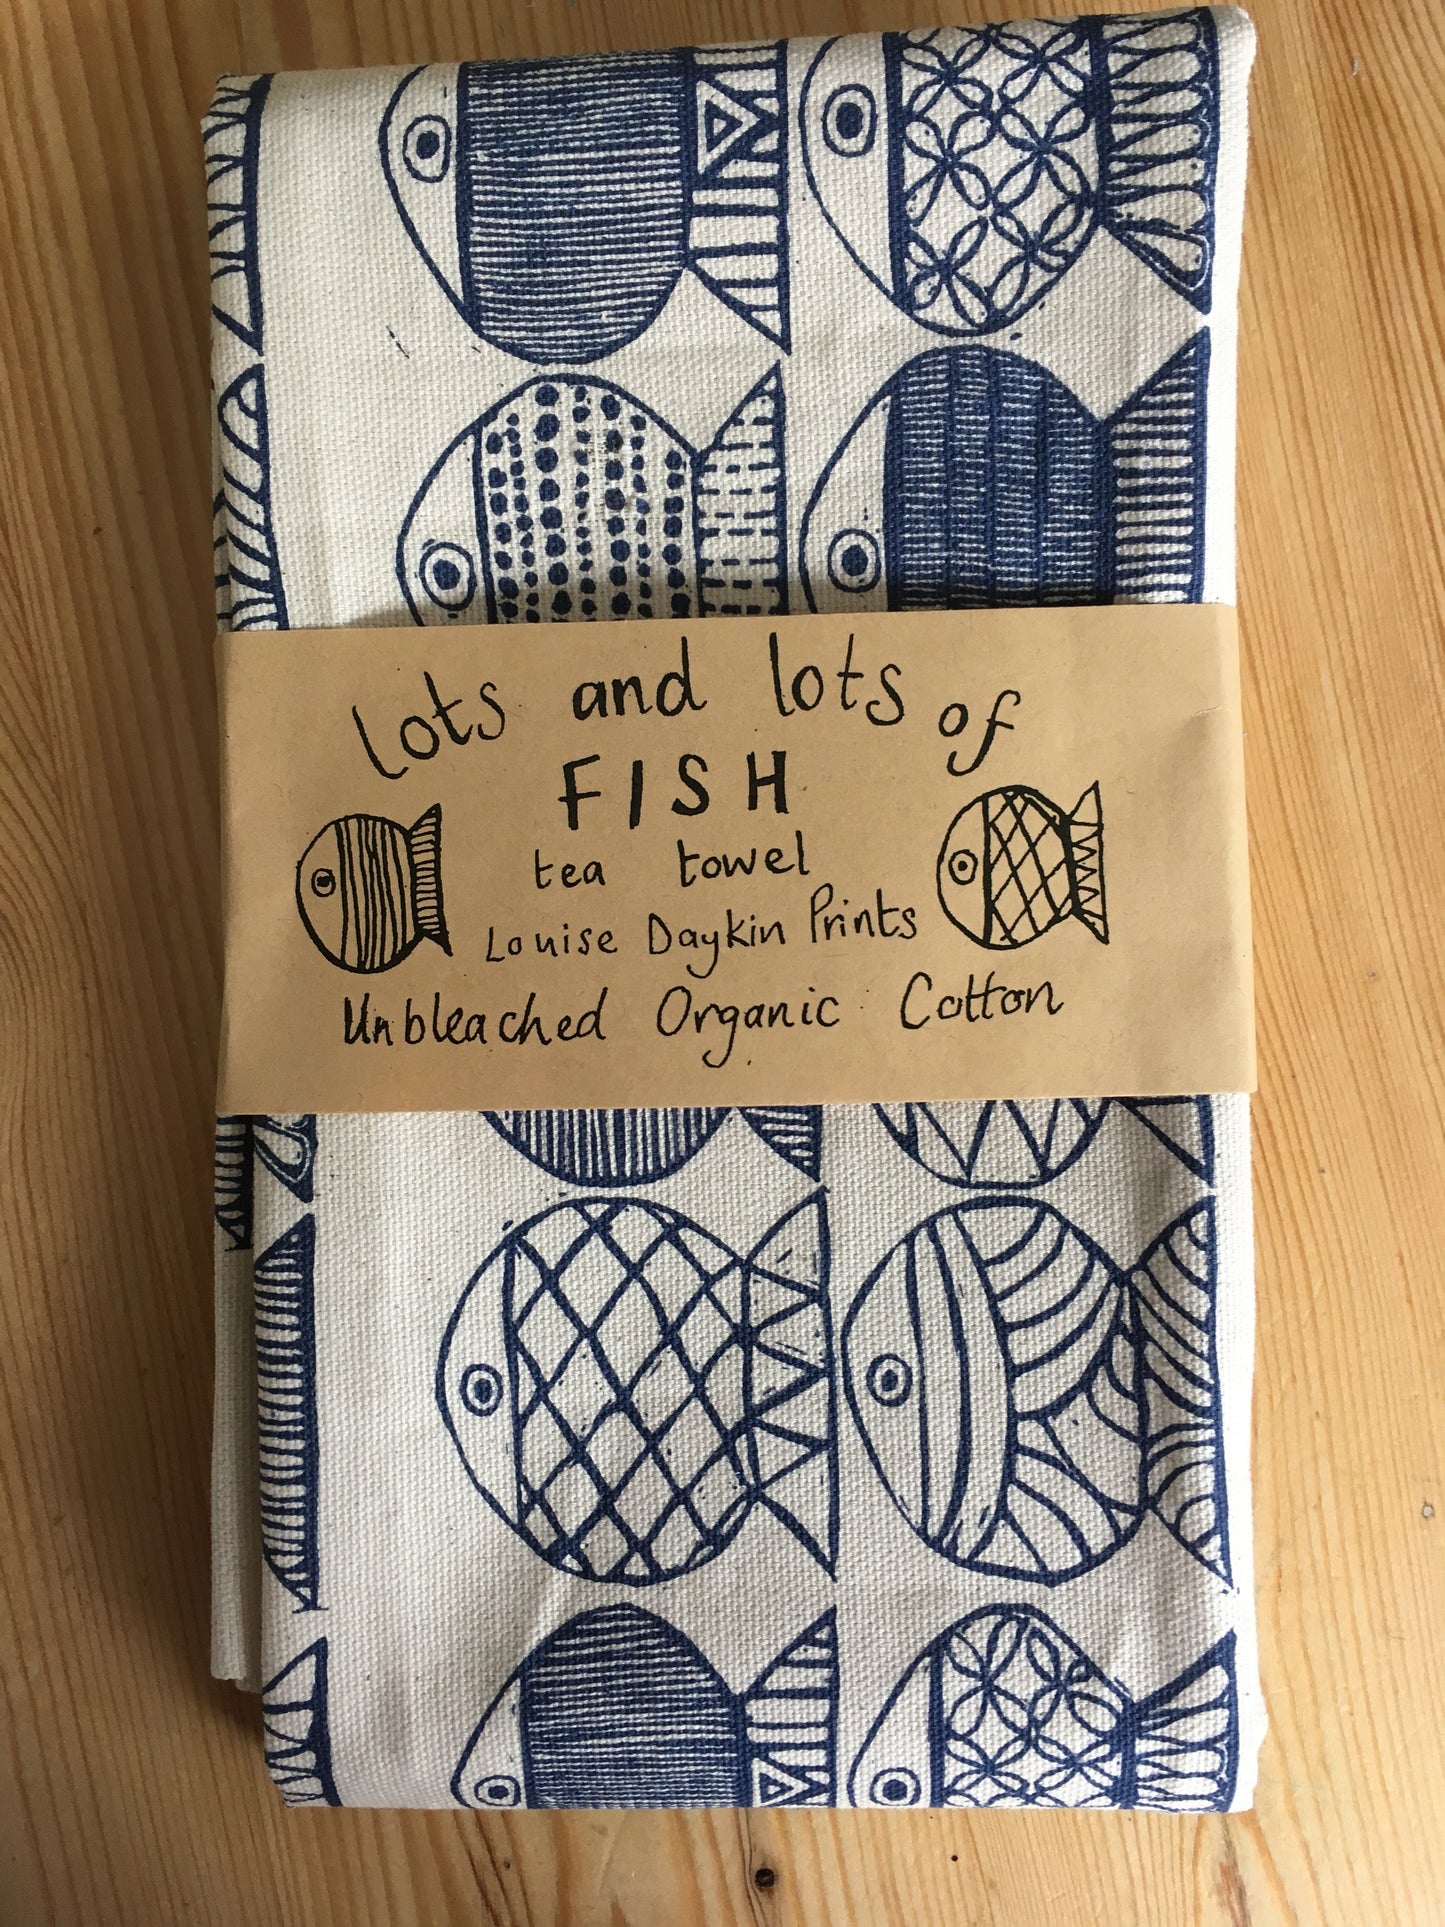 lots and lots of
FISH
tea towel
Louise Daykin Prints
Unbleached Organic Cotton